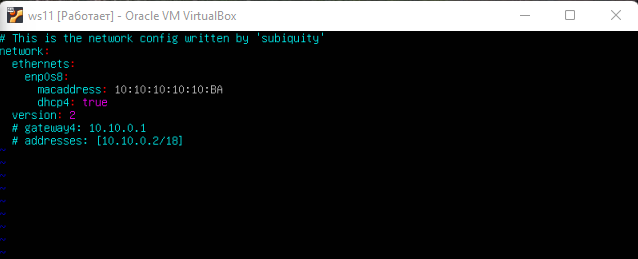 ws11 [Работает] - Oracle VM VirtualBox
# This is the network config written by 'subiquity'
network:
  ethernets:
    enp0s8:
      macaddress: 10:10:10:10:10:BA
      dhcp4: true
  version: 2
  # gateway4: 10.10.0.1
  # addresses: [10.10.0.2/18]
~
~
~
~
~
~
~